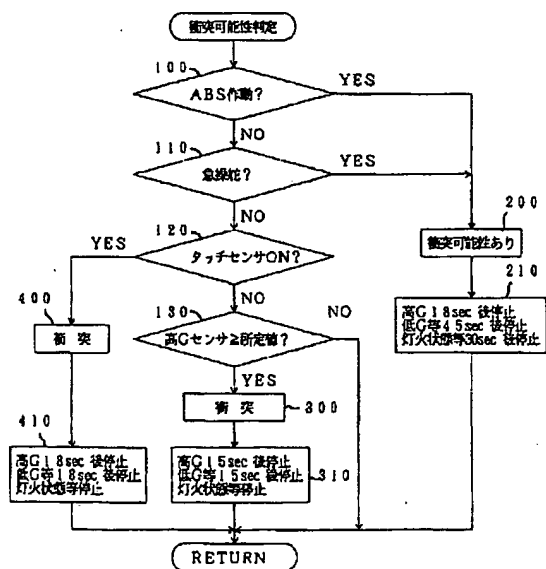 衝突可能性判定
100
ABS作動?
YES
NO
110
急操舵?
YES
NO
200
衝突可能性あり
120
タッチセンサON?
YES
NO
210
高G18sec後停止
低G等45sec後停止
灯火状態等30sec後停止
400
衝突
130
高Gセンサ≧所定値?
NO
YES
衝突
300
410
高G18sec後停止
低G等18sec後停止
灯火状態等停止
高G15sec後停止
低G等15sec後停止
灯火状態等停止
310
RETURN